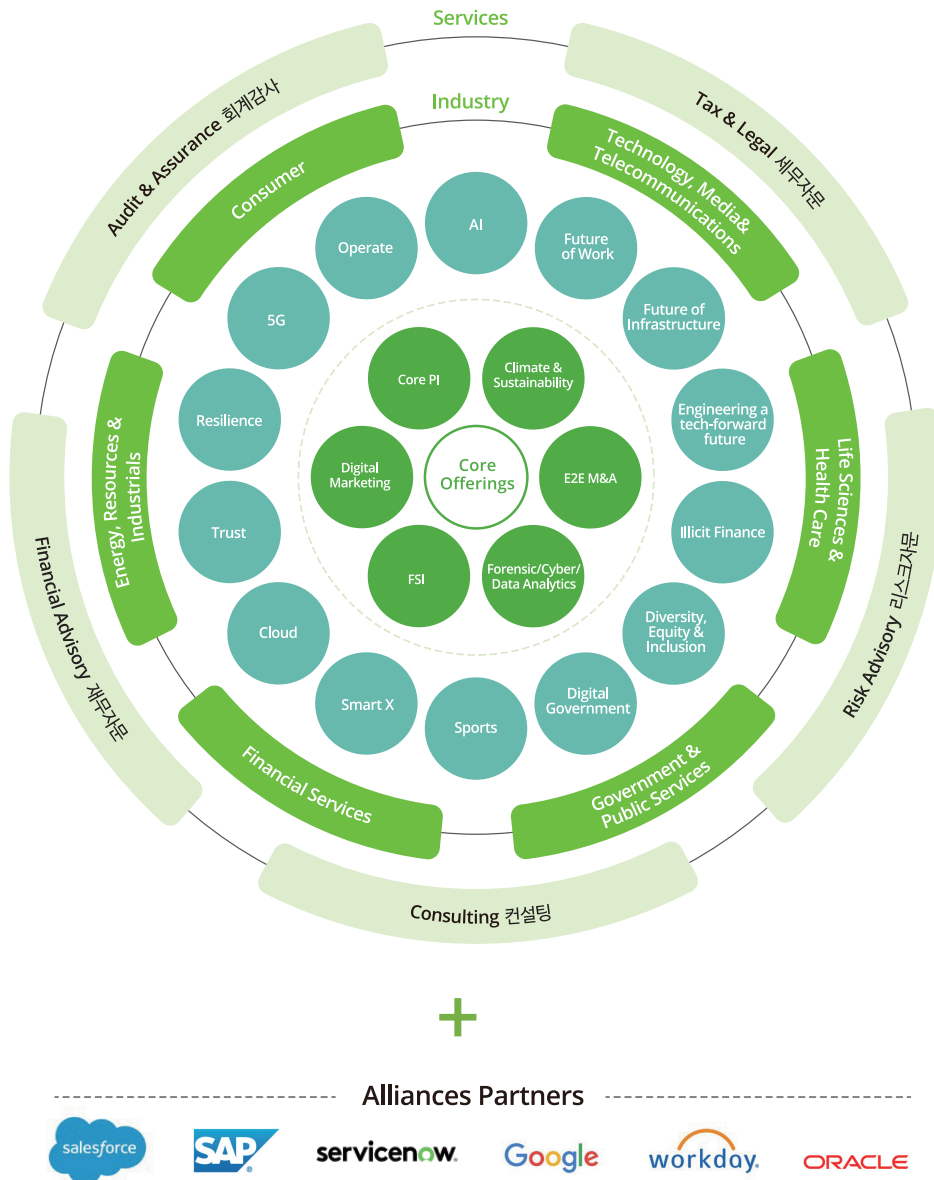 Services
Audit & Assurance 회계감사
Tax & Legal 세무자문
Risk Advisory 리스크자문
Consulting 컨설팅
Financial Advisory 재무자문
Industry
Consumer
Technology, Media&
Telecommunications
Life Sciences &
Health Care
Government &
Public Services
Financial Services
Energy, Resources &
Industrials
AI
Future
of Work
Future of
Infrastructure
Engineering a
tech-forward
future
Illicit Finance
Diversity,
Equity &
Inclusion
Digital
Government
Sports
Smart X
Cloud
Trust
Resilience
5G
Operate
Core PI
Climate &
Sustainability
E2E M&A
Forensic/Cyber/
Data Analytics
FSI
Digital
Marketing
Core
Offerings
+
Alliances Partners
salesforce
SAP
servicenow.
Google
workday.
ORACLE